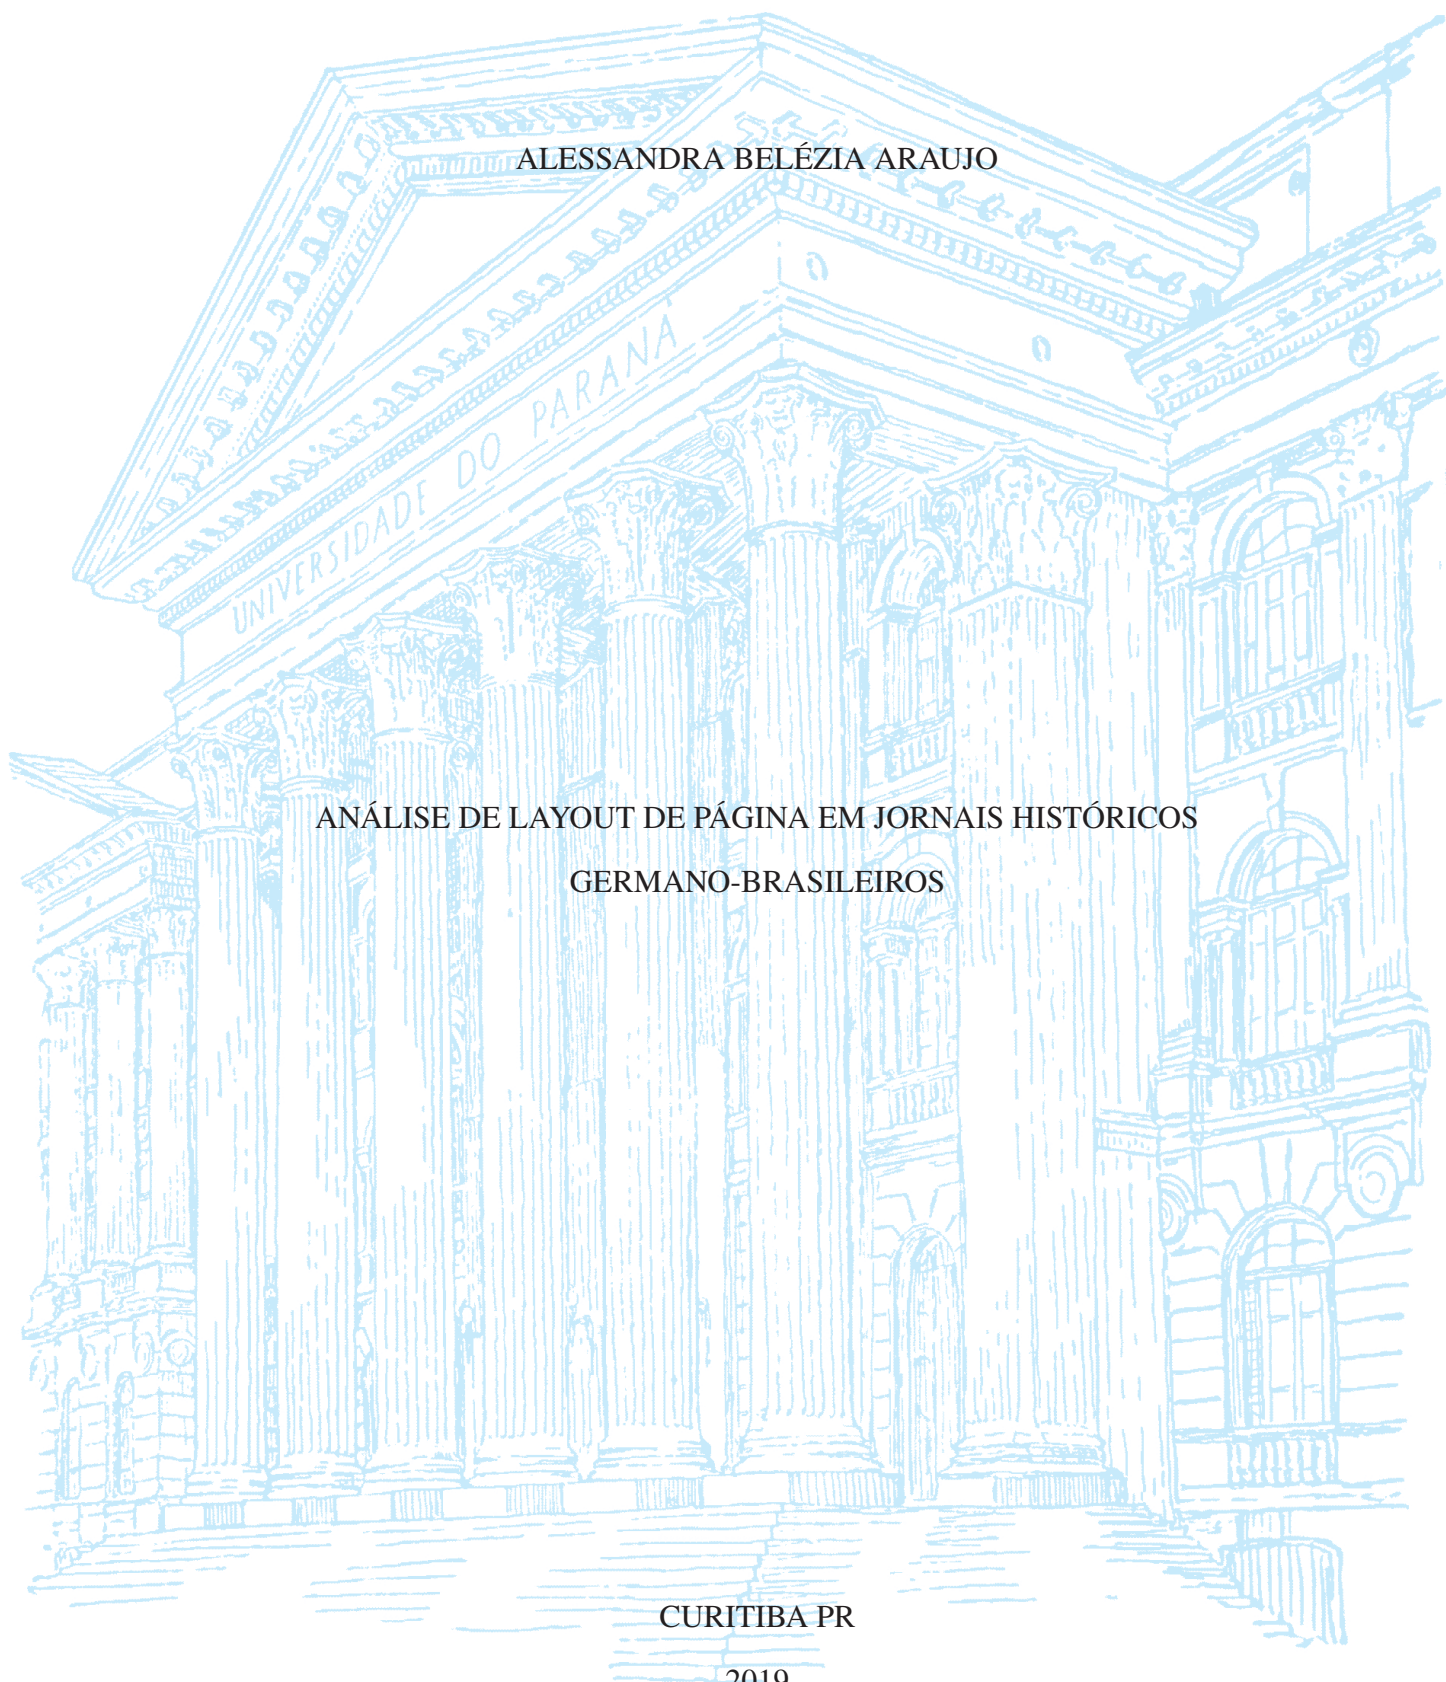 ALESSANDRA BELÉZIA ARAUJO
UNIVERSIDADE DO PARANÁ
ANÁLISE DE LAYOUT DE PÁGINA EM JORNAIS HISTÓRICOS
GERMANO-BRASILEIROS
CURITIBA PR
2019